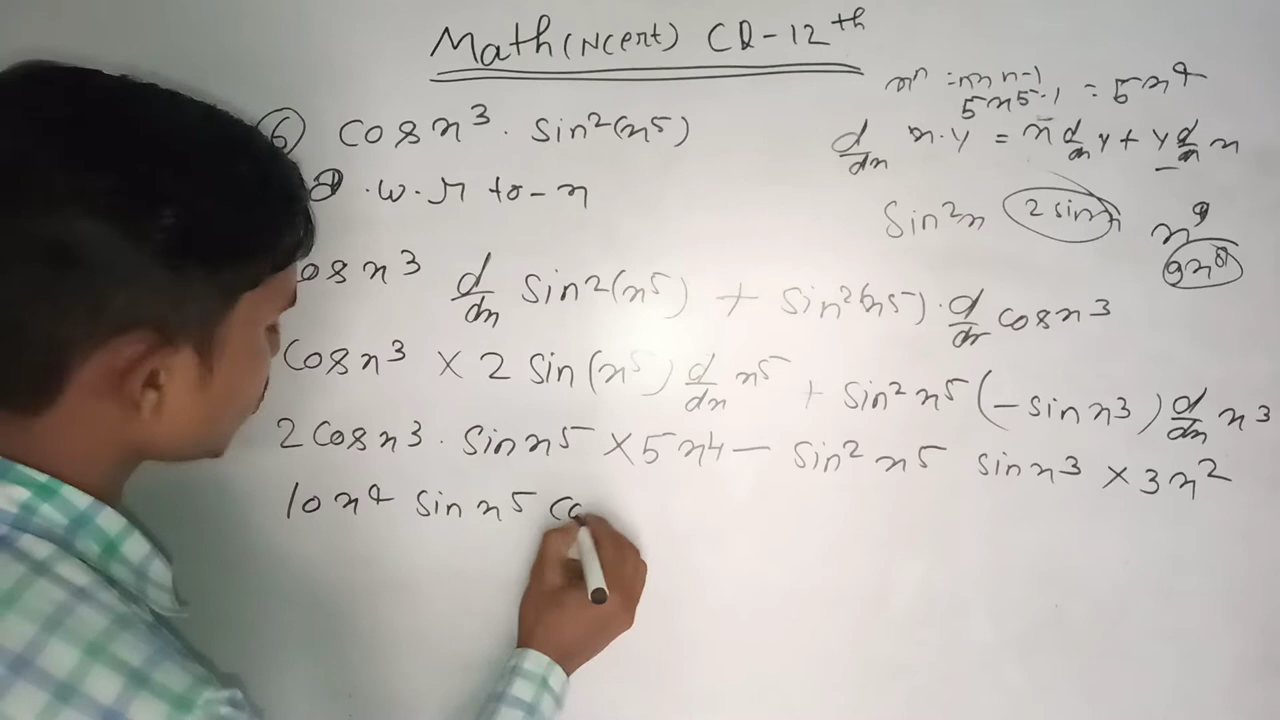 Math (Ncert) Cl-12th
xⁿ = nx n-1
5x5-1 = 5x⁴
6 cos x³ . sin²(x⁵)
d/dx x.y = x d/dx y + y d/dx x
.w.r to-x
sin²x 2 sinx x⁹
9x⁸
os x³ d/dx sin²(x⁵) + sin²(x⁵) . d/dx cos x³
cos x³ × 2 sin(x⁵) d/dx x⁵ + sin² x⁵ (-sin x³) d/dx x³
2 cos x³ . sin x⁵ × 5x4 - sin² x⁵ sin x³ × 3x²
10x⁴ sin x⁵ co